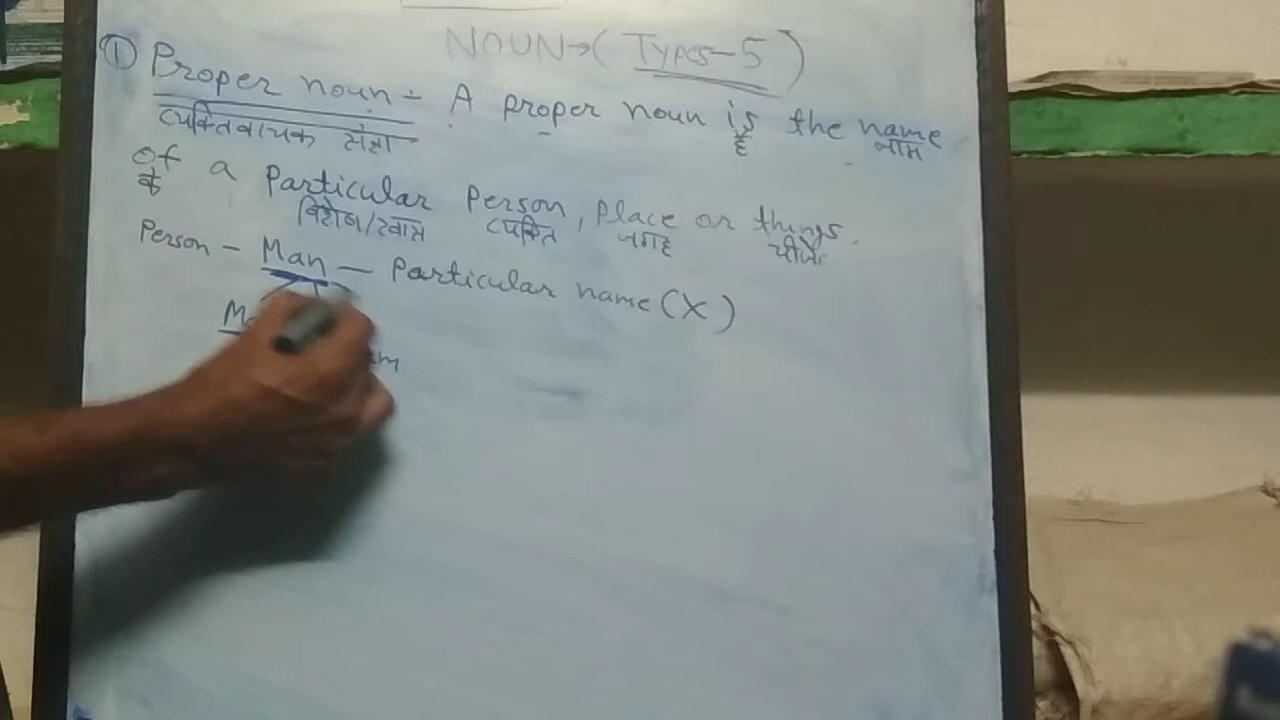 NOUN→(Types-5)
① Proper noun:- A proper noun is the name
व्यक्तिवाचक संज्ञा है नाम
of a Particular Person, Place or things.
के विशेष/खास व्यक्ति, जगह चीजें
Person - Man - Particular name (X)